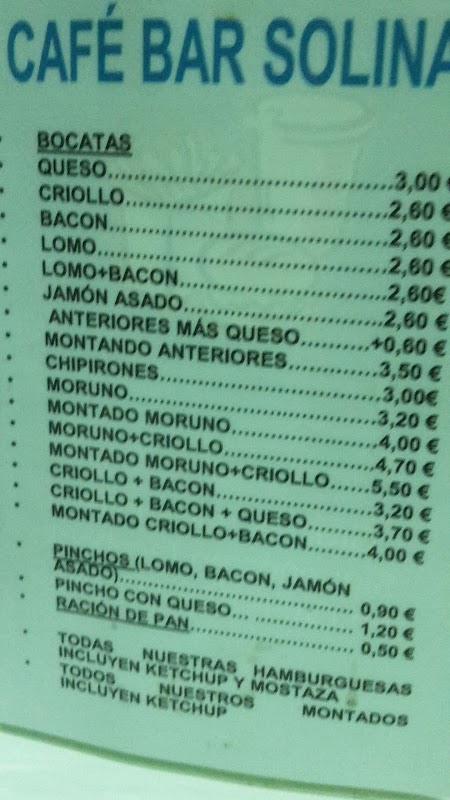 CAFÉ BAR SOLINA
BOCATAS
QUESO...................................3,00 €
CRIOLLO................................2,60 €
BACON..................................2,60 €
LOMO....................................2,60 €
LOMO+BACON........................2,60€
JAMÓN ASADO.......................2,60 €
ANTERIORES MÁS QUESO..........+0,60 €
MONTANDO ANTERIORES.............3,50 €
CHIPIRONES............................3,00€
MORUNO.................................3,20 €
MONTADO MORUNO....................4,00 €
MORUNO+CRIOLLO.....................4,70 €
MONTADO MORUNO+CRIOLLO......5,50 €
CRIOLLO + BACON.....................3,20 €
CRIOLLO + BACON + QUESO.........3,70 €
MONTADO CRIOLLO+BACON........4,00 €
PINCHOS (LOMO, BACON, JAMÓN
ASADO)................................... 0,90 €
PINCHO CON QUESO... ............... 1,20 €
RACIÓN DE PAN......................... 0,50 €
TODAS NUESTRAS HAMBURGUESAS
INCLUYEN KETCHUP Y MOSTAZA
TODOS NUESTROS MONTADOS
INCLUYEN KETCHUP